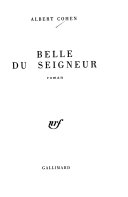 ALBERT COHEN
BELLE
DU SEIGNEUR
roman
nrf
GALLIMARD